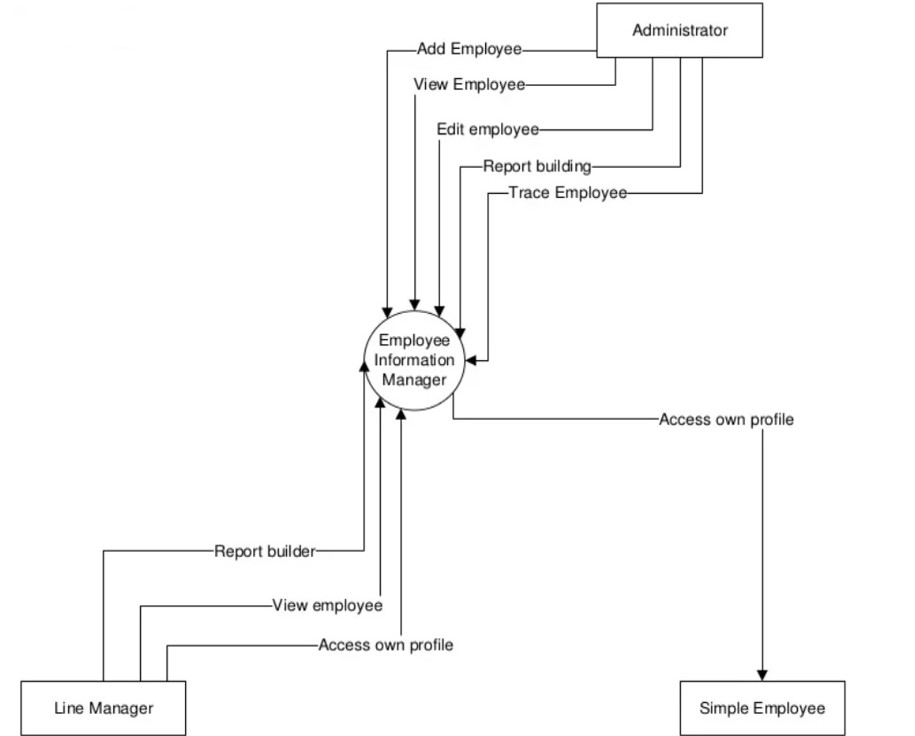 Administrator
Add Employee
View Employee
Edit employee
Report building
Trace Employee
Employee
Information
Manager
Access own profile
Report builder
View employee
Access own profile
Line Manager
Simple Employee